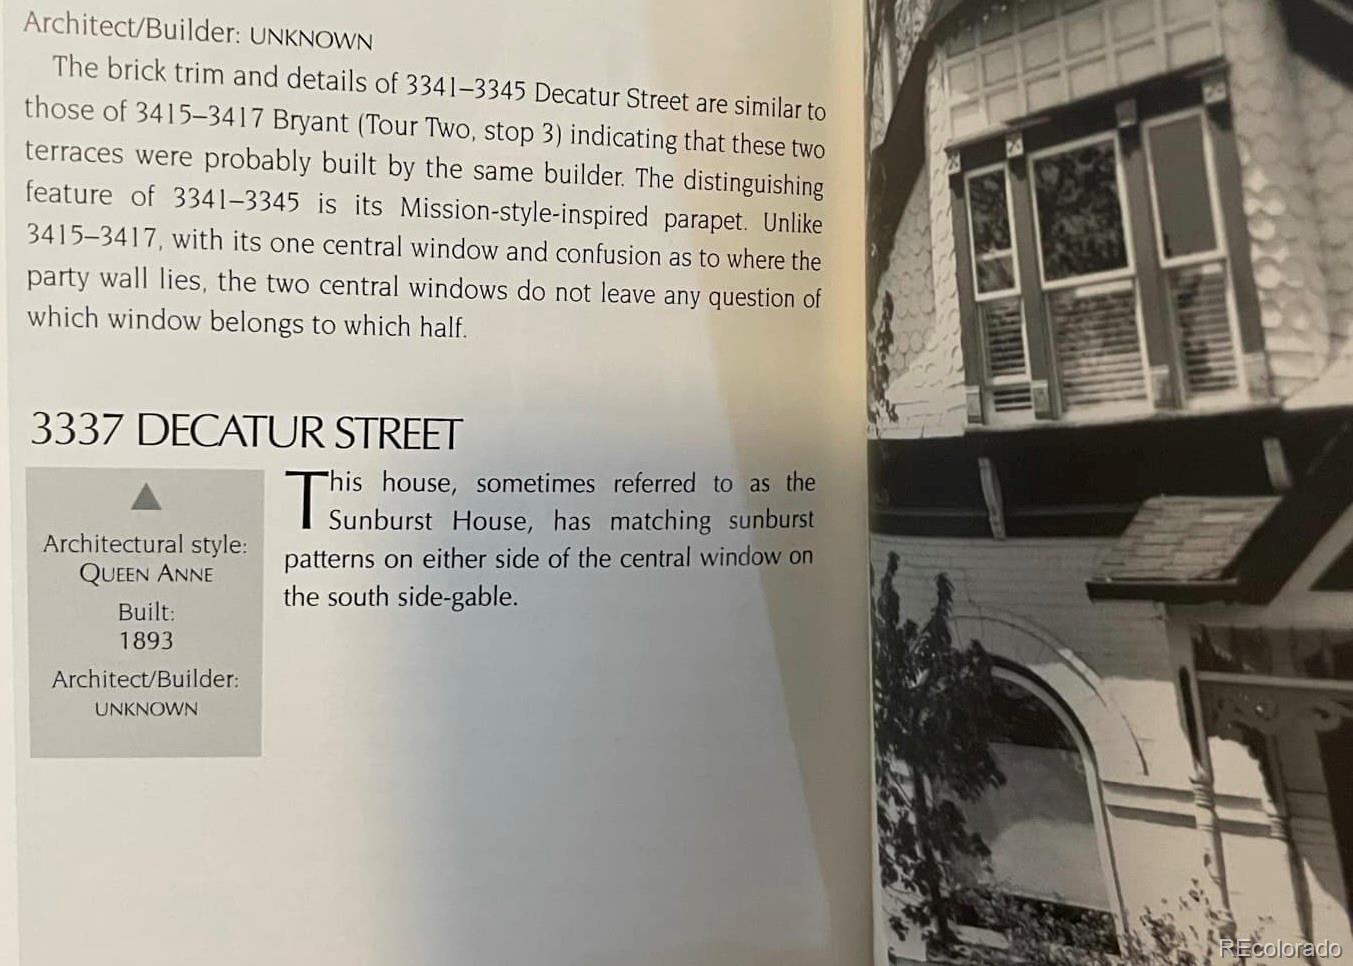 Architect/Builder: UNKNOWN
The brick trim and details of 3341–3345 Decatur Street are similar to
those of 3415–3417 Bryant (Tour Two, stop 3) indicating that these two
terraces were probably built by the same builder. The distinguishing
feature of 3341–3345 is its Mission-style-inspired parapet. Unlike
3415–3417, with its one central window and confusion as to where the
party wall lies, the two central windows do not leave any question of
which window belongs to which half.
3337 DECATUR STREET
Architectural style:
QUEEN ANNE
Built:
1893
Architect/Builder:
UNKNOWN
This house, sometimes referred to as the
Sunburst House, has matching sunburst
patterns on either side of the central window on
the south side-gable.
REcolorado